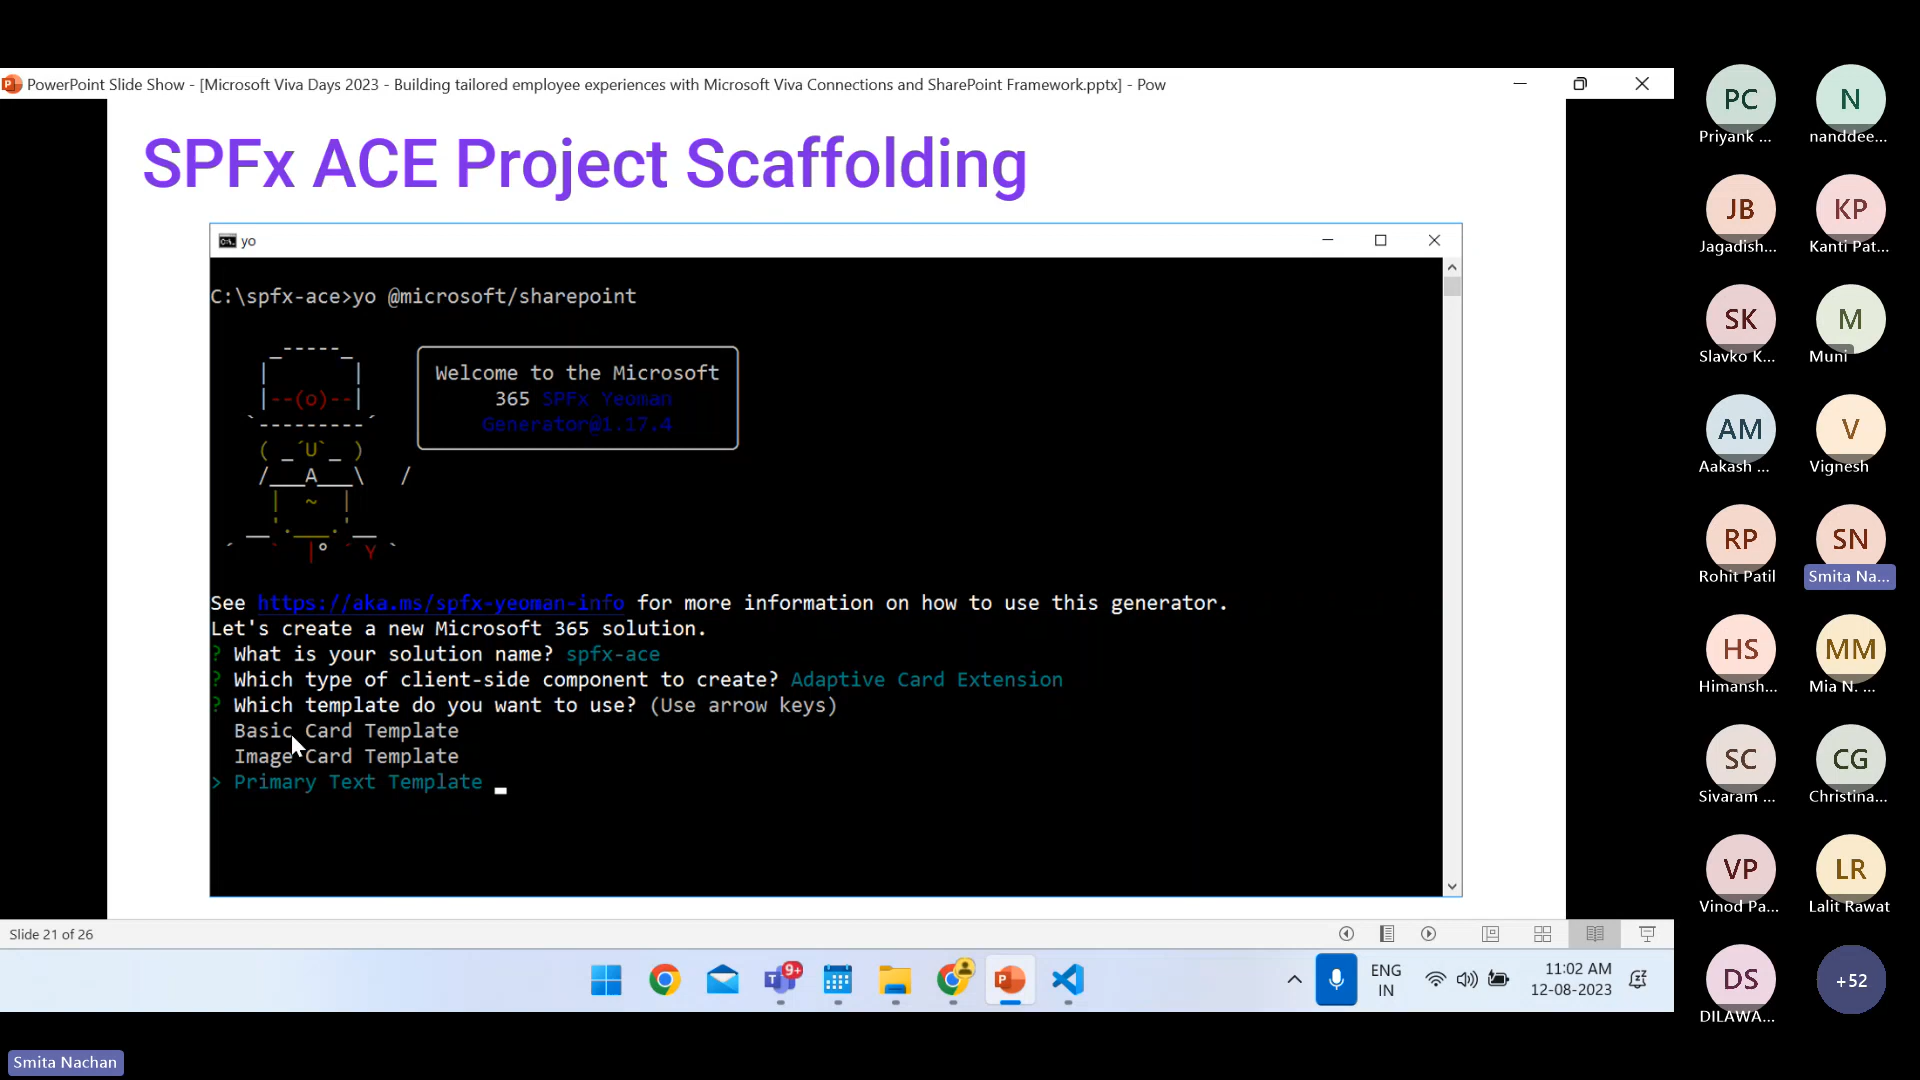 PowerPoint Slide Show - [Microsoft Viva Days 2023 - Building tailored employee experiences with Microsoft Viva Connections and SharePoint Framework.pptx] - Pow
SPFx ACE Project Scaffolding
yo
C:\spfx-ace>yo @microsoft/sharepoint
Welcome to the Microsoft
365 SPFx Yeoman
Generator@1.17.4
See https://aka.ms/spfx-yeoman-info for more information on how to use this generator.
Let's create a new Microsoft 365 solution.
? What is your solution name? spfx-ace
? Which type of client-side component to create? Adaptive Card Extension
? Which template do you want to use? (Use arrow keys)
Basic Card Template
Image Card Template
> Primary Text Template
Slide 21 of 26
9+
ENG
IN
11:02 AM
12-08-2023
PC
Priyank ...
N
nanddee...
JB
Jagadish...
KP
Kanti Pat...
SK
Slavko K...
M
Muni
AM
Aakash ...
V
Vignesh
RP
Rohit Patil
SN
Smita Na...
HS
Himansh...
MM
Mia N. ...
SC
Sivaram ...
CG
Christina...
VP
Vinod Pa...
LR
Lalit Rawat
DS
DILAWA...
+52
Smita Nachan